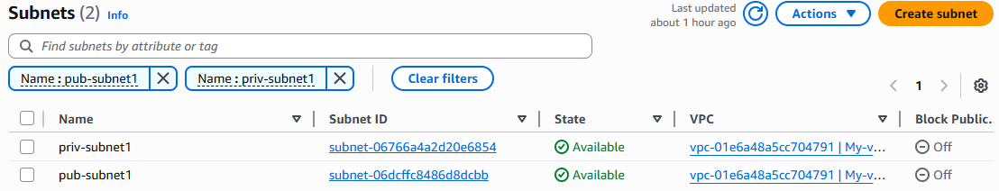 Subnets (2) Info
Last updated
about 1 hour ago
Actions
Create subnet
Find subnets by attribute or tag
Name : pub-subnet1
Name : priv-subnet1
Clear filters
1
Name Subnet ID State VPC Block Public.
priv-subnet1 subnet-06766a4a2d20e6854 Available vpc-01e6a48a5cc704791 | My-v… Off
pub-subnet1 subnet-06dcffc8486d8dcbb Available vpc-01e6a48a5cc704791 | My-v… Off